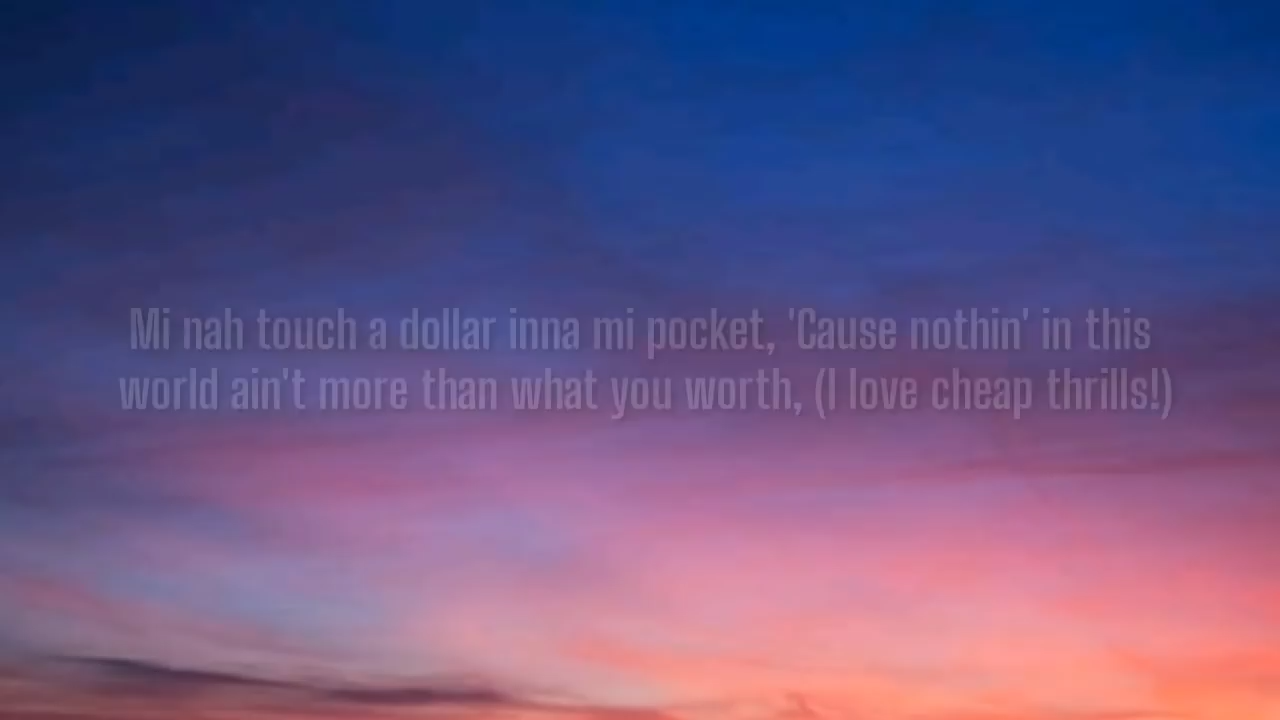 Mi nah touch a dollar inna mi pocket, 'Cause nothin' in this
world ain't more than what you worth, (I love cheap thrills!)